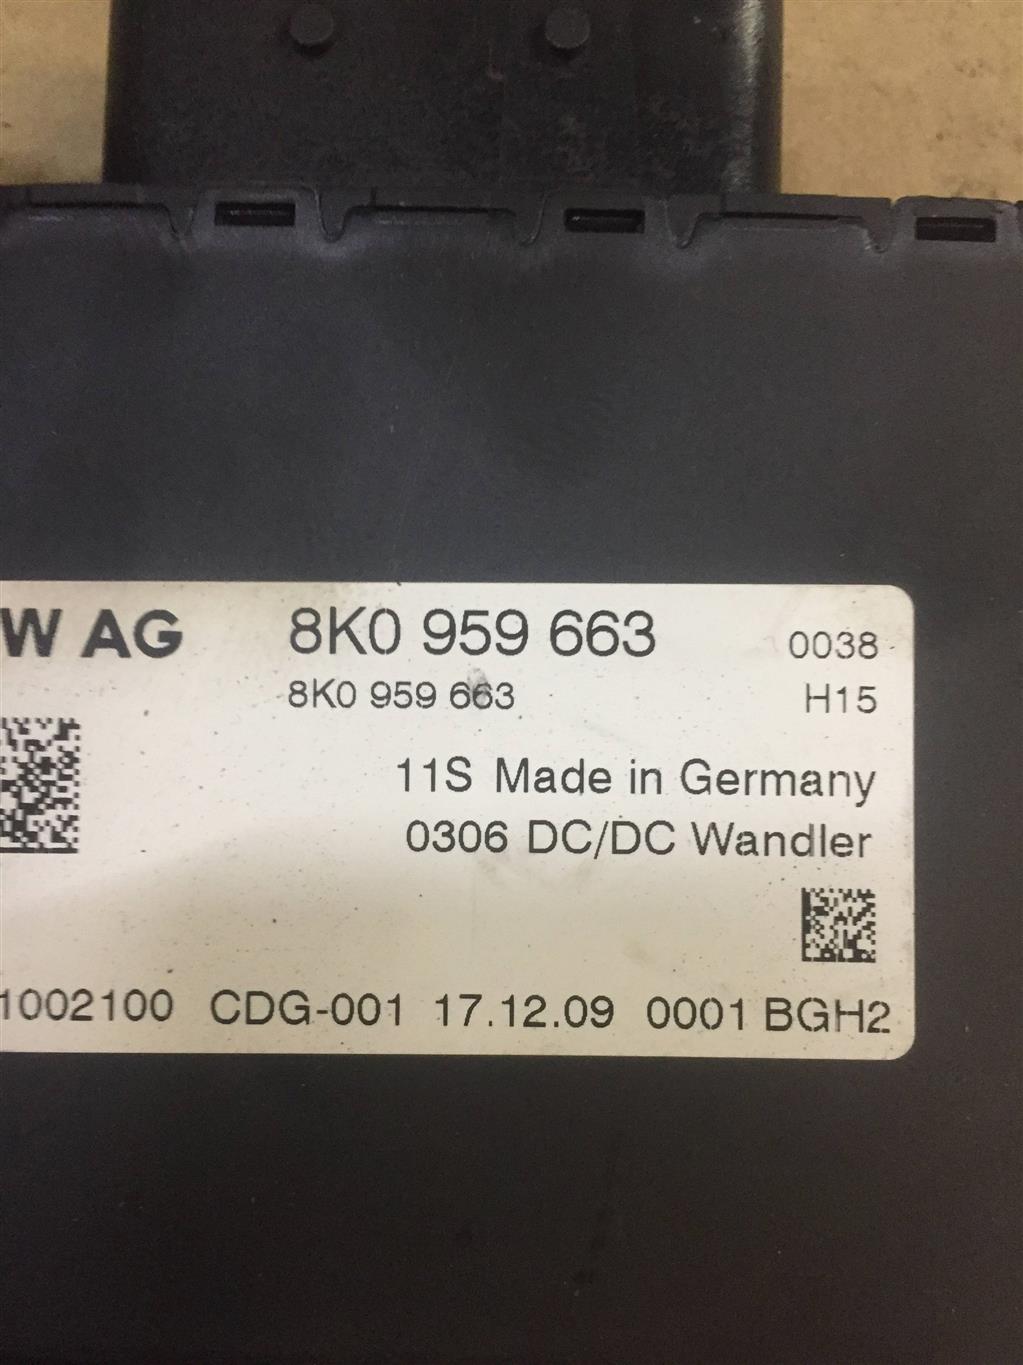 W AG 8K0 959 663 0038
8K0 959 663 H15
11S Made in Germany
0306 DC/DC Wandler
1002100 CDG-001 17.12.09 0001 BGH2